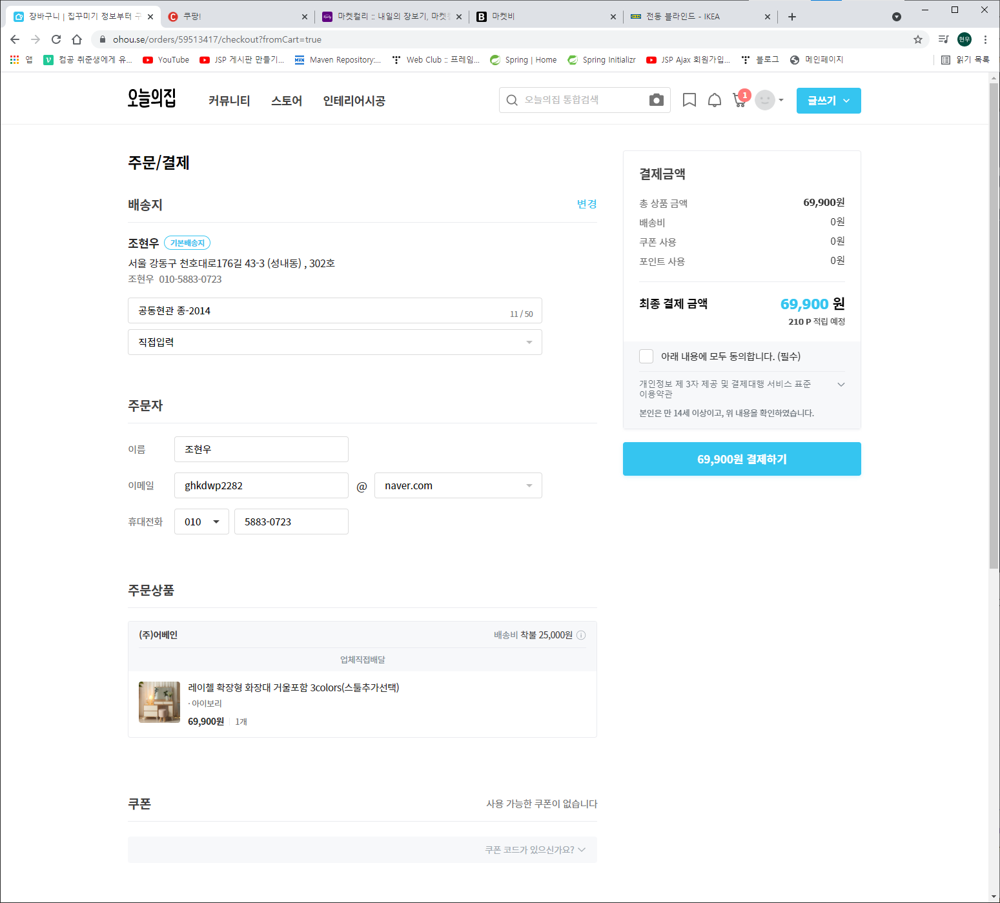 장바구니 | 집꾸미기 정보부터 구
쿠팡!
마켓컬리 :: 내일의 장보기, 마켓
마켓비
전동 블라인드 - IKEA
ohou.se/orders/59513417/checkout?fromCart=true
현우
앱
컴공 취준생에게 유...
YouTube
JSP 게시판 만들기...
Maven Repository:...
Web Club :: 프레임...
Spring | Home
Spring Initializr
JSP Ajax 회원가입...
블로그
메인페이지
읽기 목록
오늘의집
커뮤니티
스토어
인테리어시공
오늘의집 통합검색
1
글쓰기
주문/결제
배송지
변경
조현우 기본배송지
서울 강동구 천호대로176길 43-3 (성내동) , 302호
조현우 010-5883-0723
공동현관 종-2014
11 / 50
직접입력
주문자
이름
조현우
이메일
ghkdwp2282 @ naver.com
휴대전화
010
5883-0723
주문상품
(주)어베인
배송비 착불 25,000원
업체직접배달
레이첼 확장형 화장대 거울포함 3colors(스툴추가선택)
· 아이보리
69,900원 1개
쿠폰
사용 가능한 쿠폰이 없습니다
쿠폰 코드가 있으신가요?
결제금액
총 상품 금액 69,900원
배송비 0원
쿠폰 사용 0원
포인트 사용 0원
최종 결제 금액 69,900 원
210 P 적립 예정
아래 내용에 모두 동의합니다. (필수)
개인정보 제 3자 제공 및 결제대행 서비스 표준
이용약관
본인은 만 14세 이상이고, 위 내용을 확인하였습니다.
69,900원 결제하기